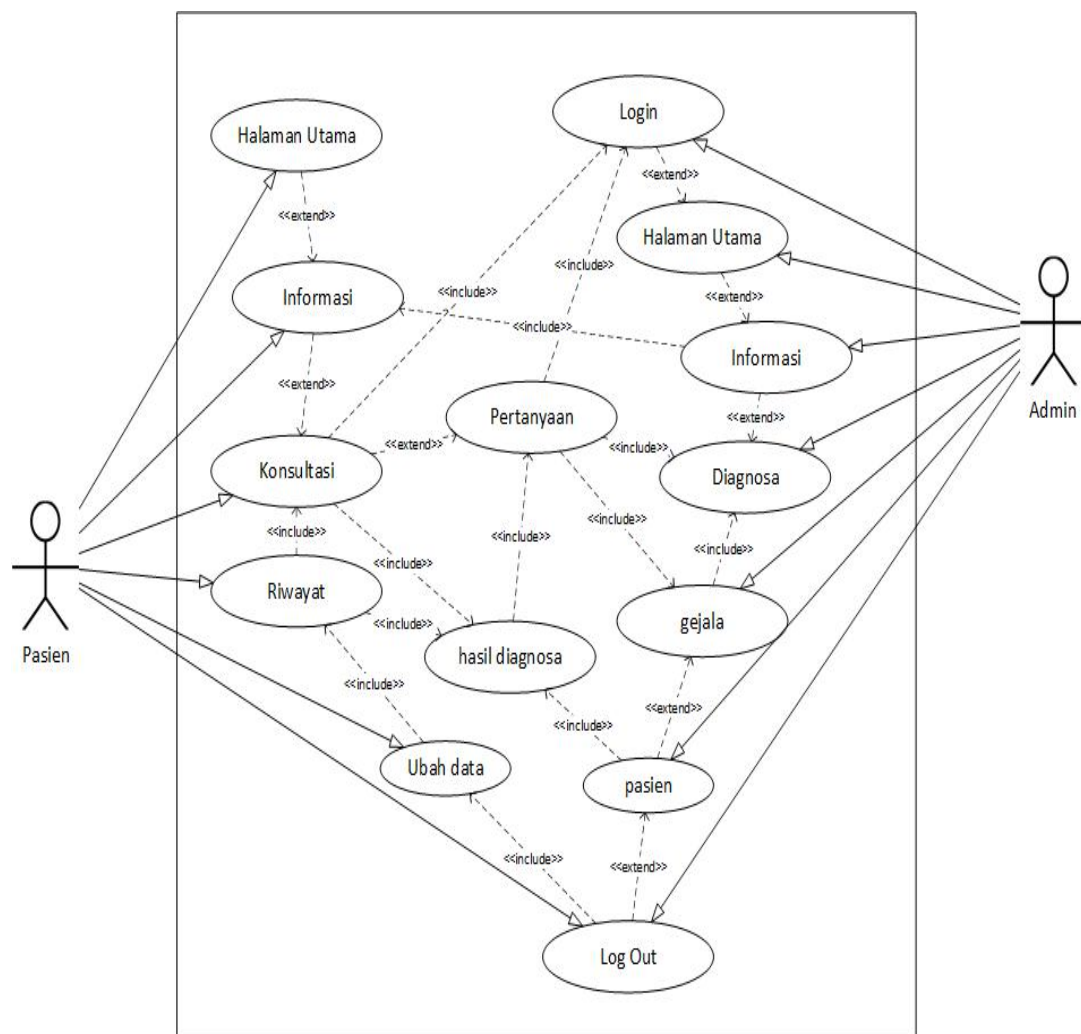 Login
Halaman Utama
<<extend>>
<<extend>>
Halaman Utama
<<include>>
<<include>>
<<extend>>
Informasi
<<include>>
Informasi
<<extend>>
<<extend>>
Admin
Pertanyaan
<<extend>>
<<include>>
Konsultasi
Diagnosa
<<include>>
<<include>>
<<include>>
<<include>>
<<include>>
Riwayat
<<include>>
gejala
Pasien
hasil diagnosa
<<include>>
<<extend>>
<<include>>
Ubah data
pasien
<<include>>
<<extend>>
Log Out